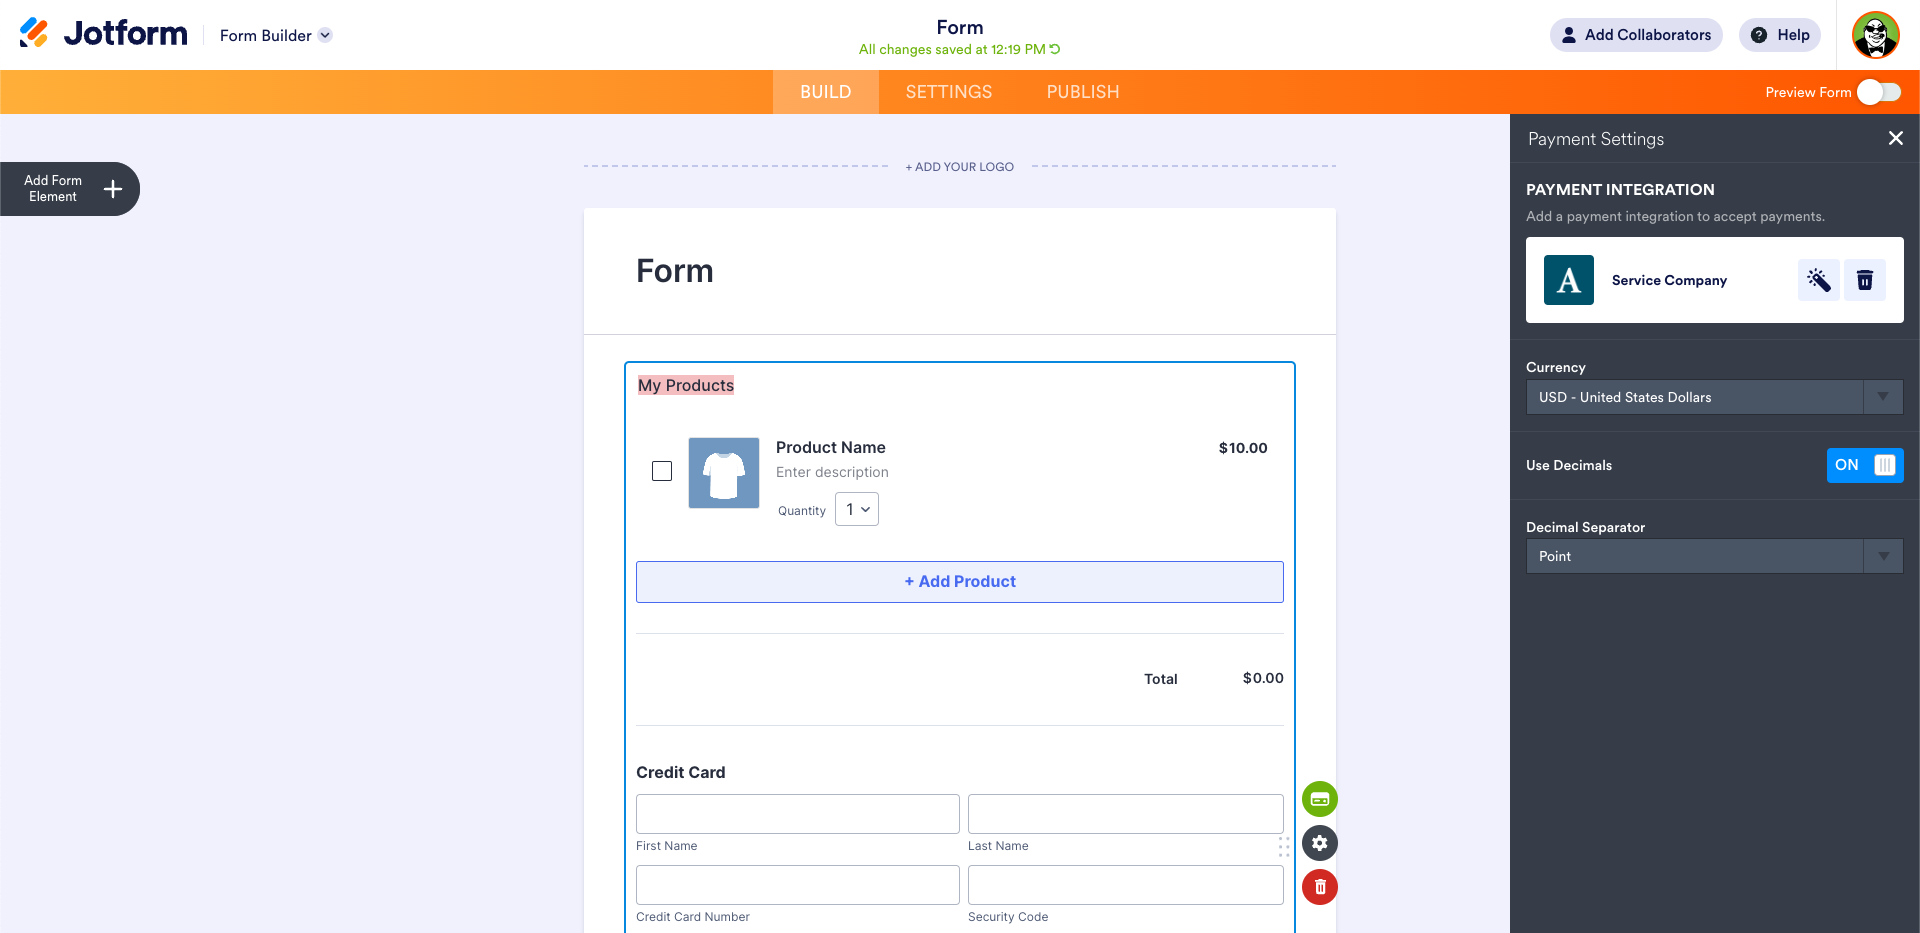 Jotform
Form Builder
Form
All changes saved at 12:19 PM
Add Collaborators
Help
BUILD
SETTINGS
PUBLISH
Preview Form
Add Form
Element
+ ADD YOUR LOGO
Form
My Products
Product Name
$10.00
Enter description
Quantity
1
+ Add Product
Total
$0.00
Credit Card
First Name
Last Name
Credit Card Number
Security Code
Payment Settings
PAYMENT INTEGRATION
Add a payment integration to accept payments.
A
Service Company
Currency
USD - United States Dollars
Use Decimals
ON
Decimal Separator
Point